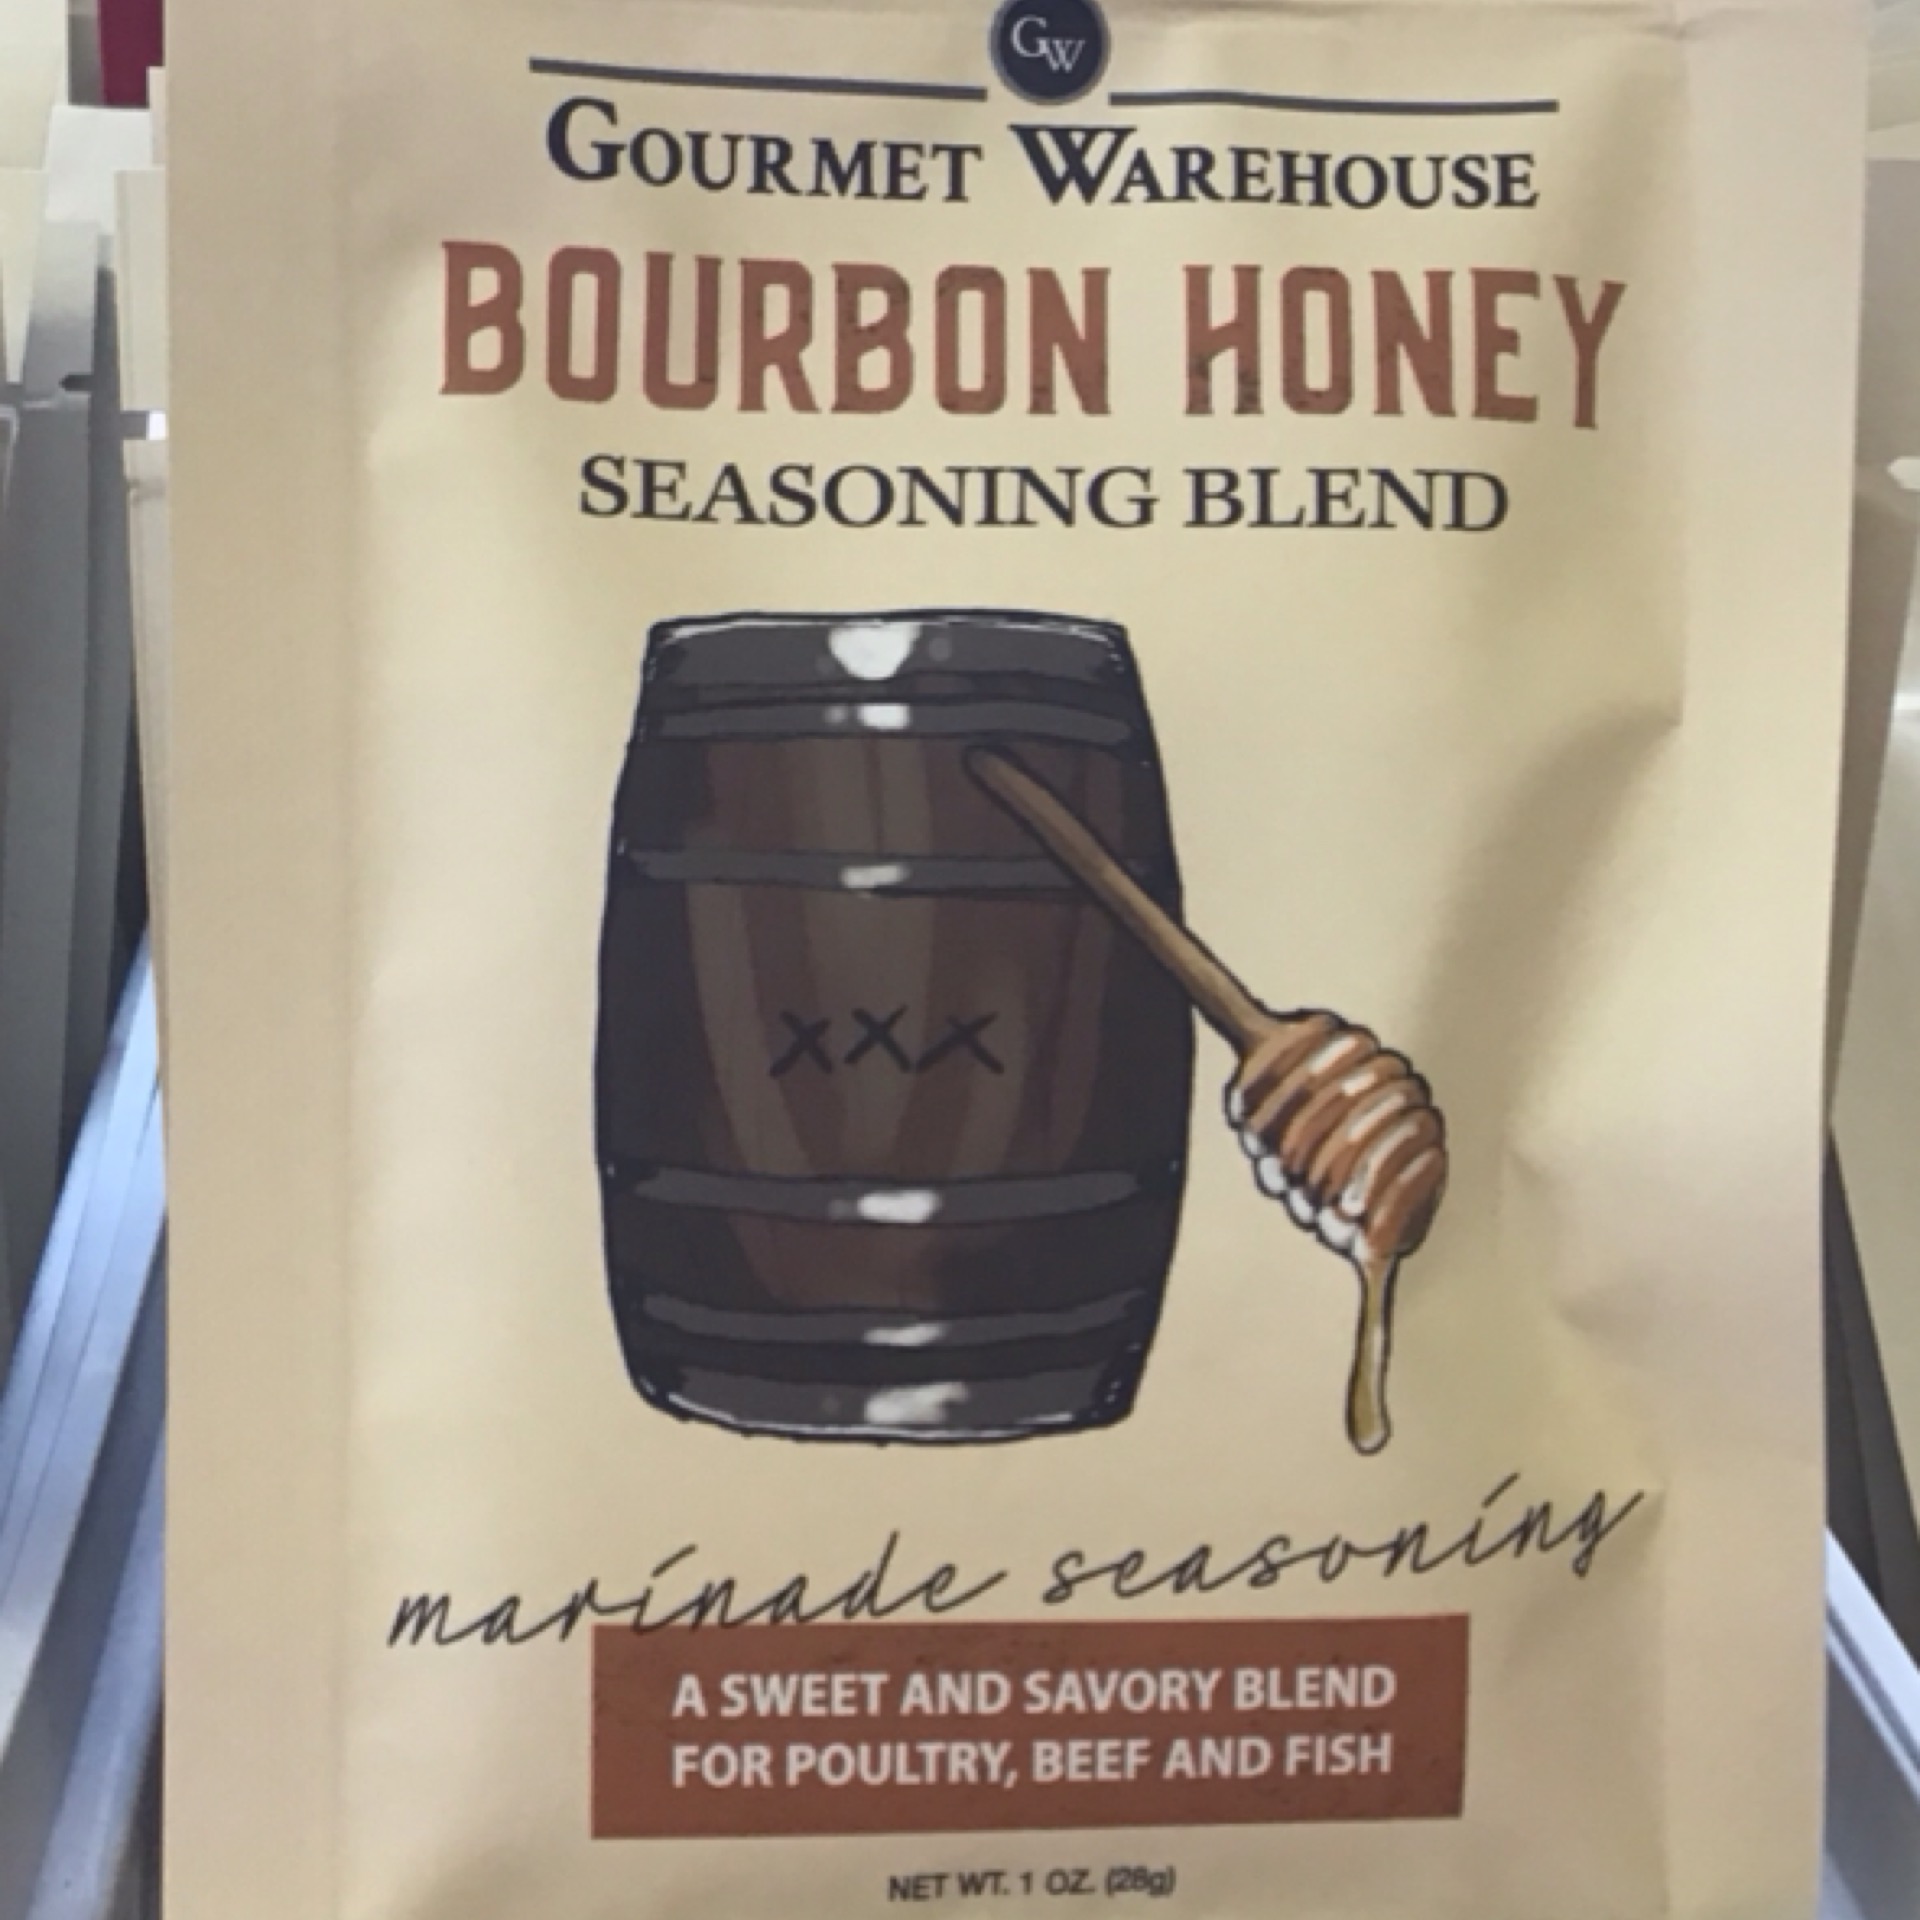 GW
GOURMET WAREHOUSE
BOURBON HONEY
SEASONING BLEND
XXX
marinade seasoning
A SWEET AND SAVORY BLEND
FOR POULTRY, BEEF AND FISH
NET WT. 1 OZ. (28g)